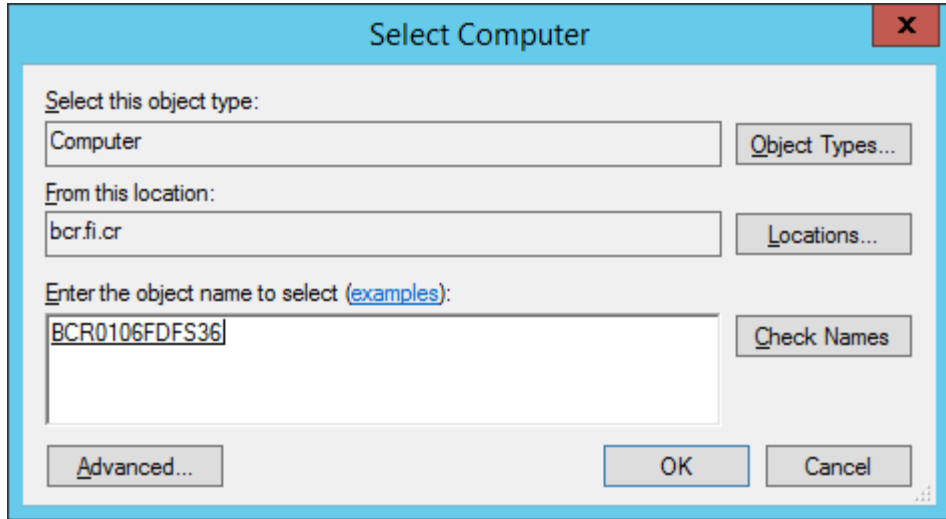 Select Computer
x
Select this object type:
Computer
Object Types...
From this location:
bcr.fi.cr
Locations...
Enter the object name to select (examples):
BCR0106FDFS36
Check Names
Advanced...
OK
Cancel